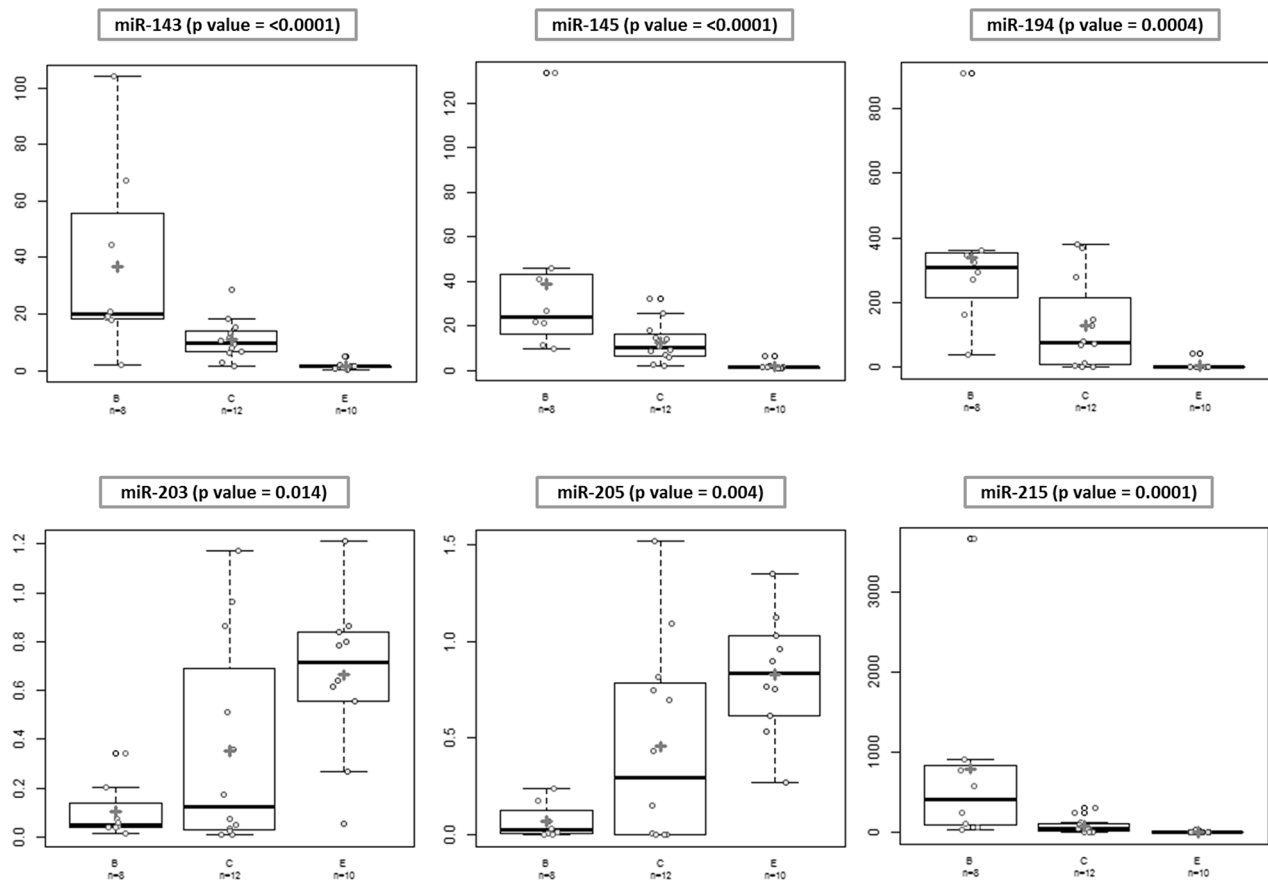 miR-143 (p value = <0.0001)
miR-145 (p value = <0.0001)
miR-194 (p value = 0.0004)
100
80
60
40
20
0
B
n=8
C
n=12
E
n=10
120
100
80
60
40
20
0
B
n=8
C
n=12
E
n=10
800
600
400
200
0
B
n=8
C
n=12
E
n=10
miR-203 (p value = 0.014)
miR-205 (p value = 0.004)
miR-215 (p value = 0.0001)
1.2
1.0
0.8
0.6
0.4
0.2
0.0
B
n=8
C
n=12
E
n=10
1.5
1.0
0.5
0.0
B
n=8
C
n=12
E
n=10
3000
2000
1000
0
B
n=8
C
n=12
E
n=10